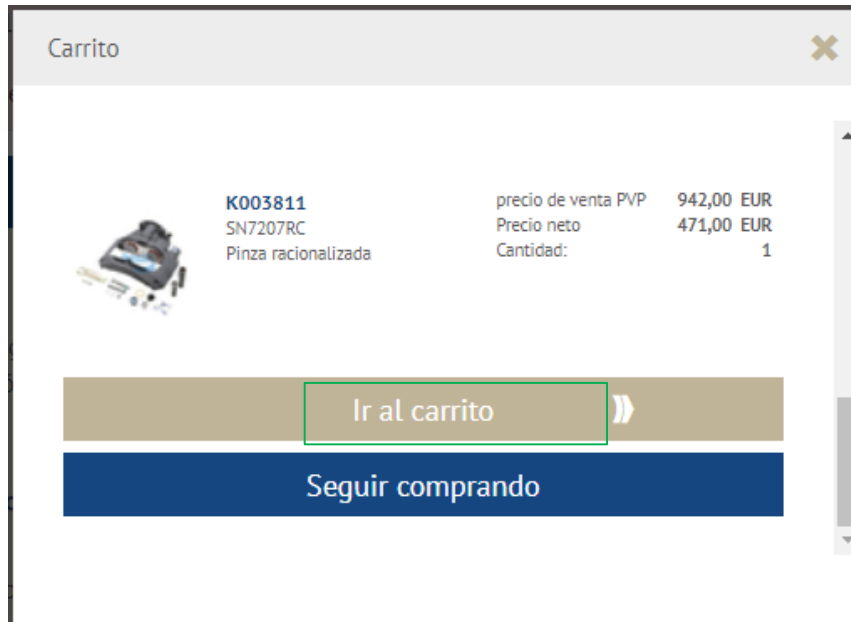 Carrito
K003811
SN7207RC
Pinza racionalizada
precio de venta PVP 942,00 EUR
Precio neto 471,00 EUR
Cantidad: 1
Ir al carrito
Seguir comprando